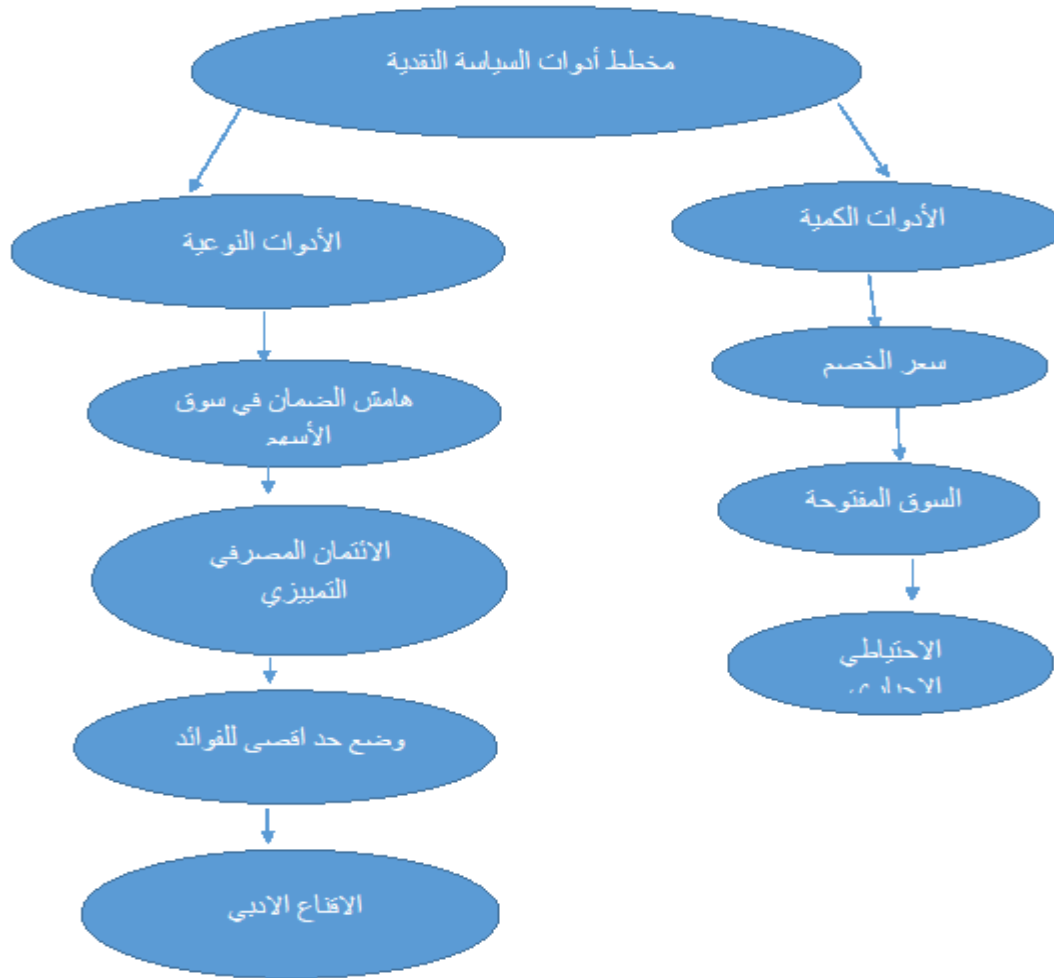 مخطط أدوات السياسة النقدية
الأدوات الكمية
الأدوات النوعية
سعر الخصم
هامش الضمان في سوق
الأسهم
السوق المفتوحة
الائتمان المصرفي
التمييزي
الاحتياطي
الاجباري
وضع حد اقصى للفوائد
الاقناع الادبي